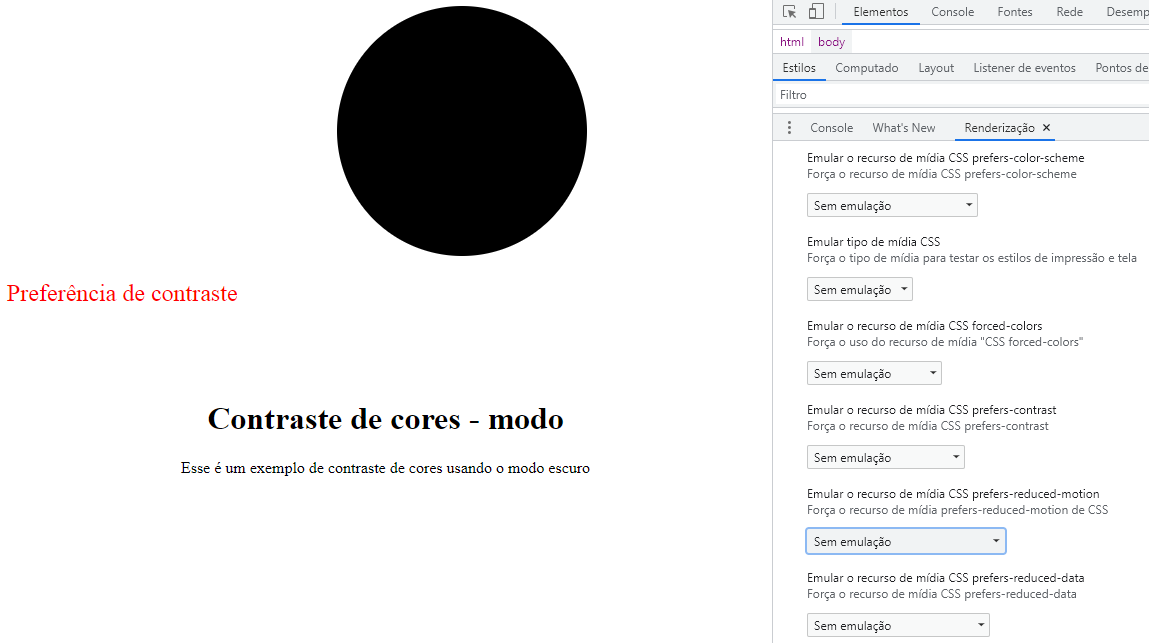 Preferência de contraste
Contraste de cores - modo
Esse é um exemplo de contraste de cores usando o modo escuro
Elementos Console Fontes Rede Desemp
html body
Estilos Computado Layout Listener de eventos Pontos de
Filtro
Console What's New Renderização ×
Emular o recurso de mídia CSS prefers-color-scheme
Força o recurso de mídia CSS prefers-color-scheme
Sem emulação
Emular tipo de mídia CSS
Força o tipo de mídia para testar os estilos de impressão e tela
Sem emulação
Emular o recurso de mídia CSS forced-colors
Força o uso do recurso de mídia "CSS forced-colors"
Sem emulação
Emular o recurso de mídia CSS prefers-contrast
Força o recurso de mídia CSS prefers-contrast
Sem emulação
Emular o recurso de mídia CSS prefers-reduced-motion
Força o recurso de mídia prefers-reduced-motion de CSS
Sem emulação
Emular o recurso de mídia CSS prefers-reduced-data
Força o recurso de mídia CSS prefers-reduced-data
Sem emulação